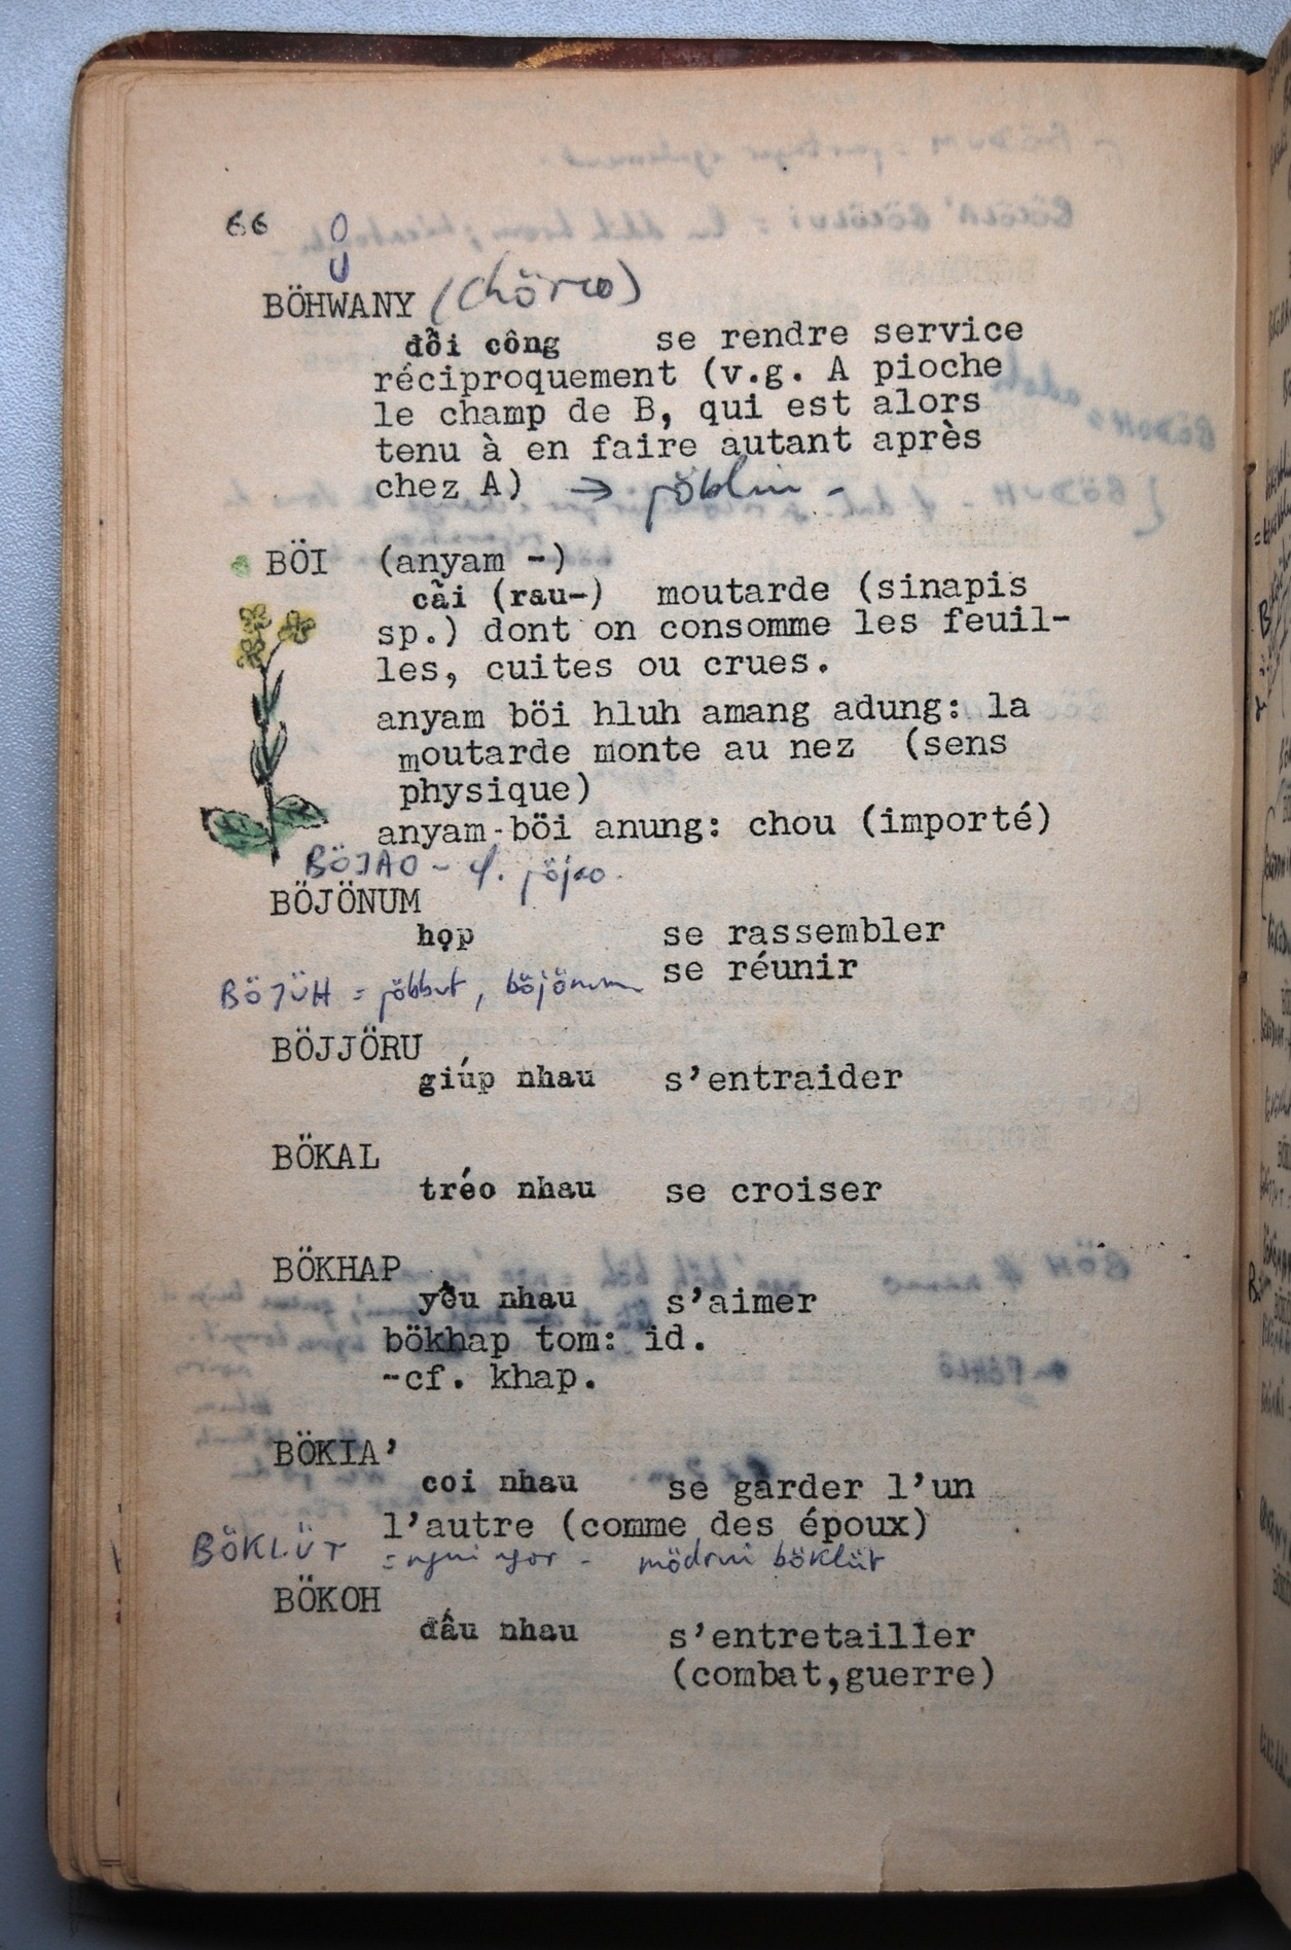 66
BÖHWANY (chörco)
đổi công se rendre service
réciproquement (v.g. A pioche
le champ de B, qui est alors
tenu à en faire autant après
chez A) →
BÖI (anyam -)
cải (rau-) moutarde (sinapis
sp.) dont on consomme les feuil-
les, cuites ou crues.
anyam böi hluh amang adung: la
moutarde monte au nez (sens
physique)
anyam-böi anung: chou (importé)
BÖJAO - cf. pöjao.
BÖJÖNUM
họp se rassembler
se réunir
BÖJÜH = pöbbut, böjönum
BÖJJÖRU
giúp nhau s'entraider
BÖKAL
tréo nhau se croiser
BÖKHAP
yêu nhau s'aimer
bökhap tom: id.
-cf. khap.
BÖKIA'
coi nhau se garder l'un
l'autre (comme des époux)
BÖKLÜT = - mödrui böklüt
BÖKOH
đấu nhau s'entretailler
(combat,guerre)